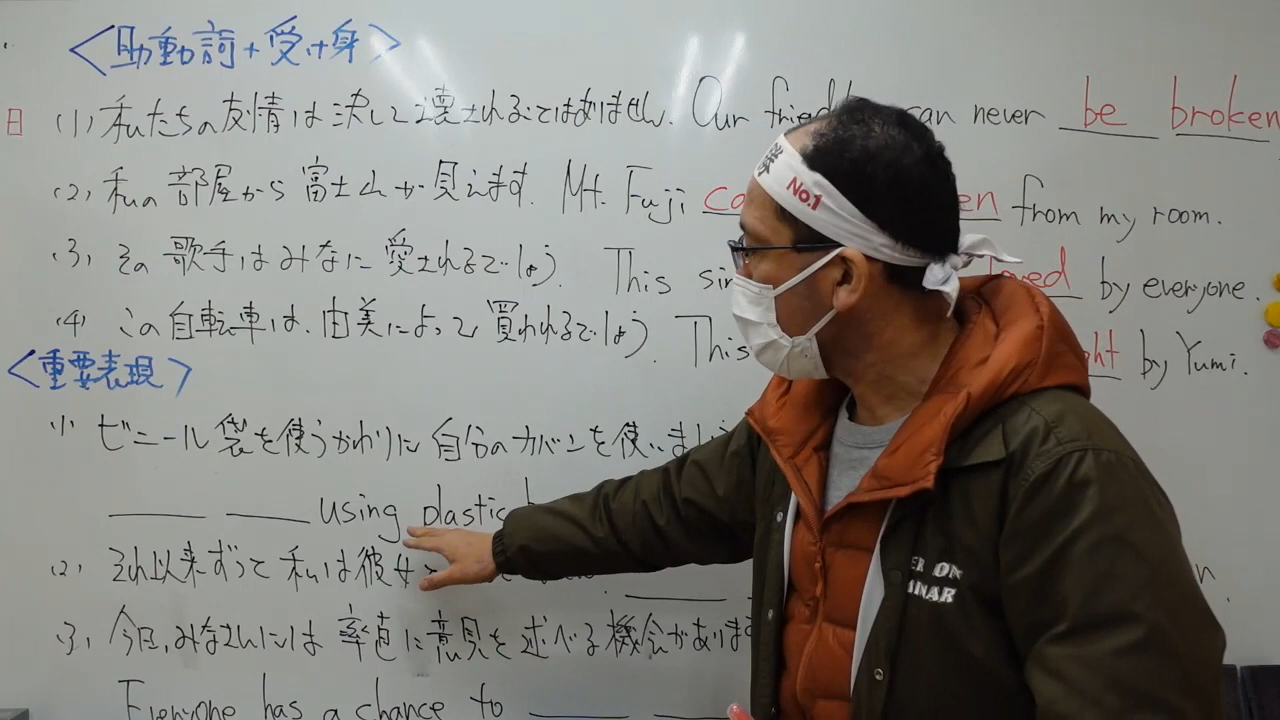 ＜助動詞+受け身＞
日 (1) 私たちの友情は決して壊されることはありません. Our can never be broken
(2) 私の部屋から富士山が見えます. Mt. Fuji from my room.
(3) その歌手はみなに愛されるでしょう. This loved by everyone.
(4) この自転車は、由美によって買われるでしょう. This by Yumi.
＜重要表現＞
(1) ビニール袋を使うかわりに自分のカバンを使いましょう
using plastic
(2) それ以来ずっと私は彼女
(3) 今日、みなさんには率直に意見を述べる機会があります
Everyone has a chance to
必勝 No.1
ER ON
INAR